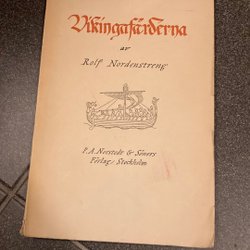 Vikingafärderna
av
Rolf Nordenstreng
P. A. Norstedt & Söners
Förlag, Stockholm